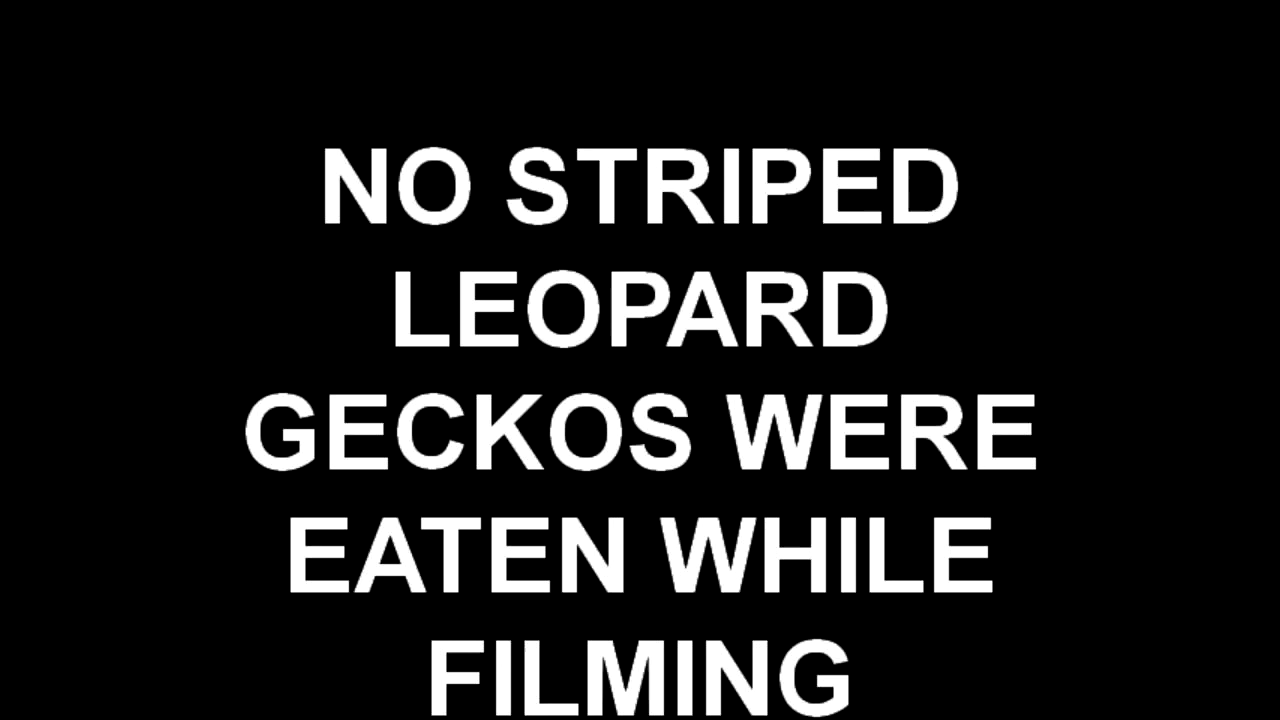 NO STRIPED
LEOPARD
GECKOS WERE
EATEN WHILE
FILMING